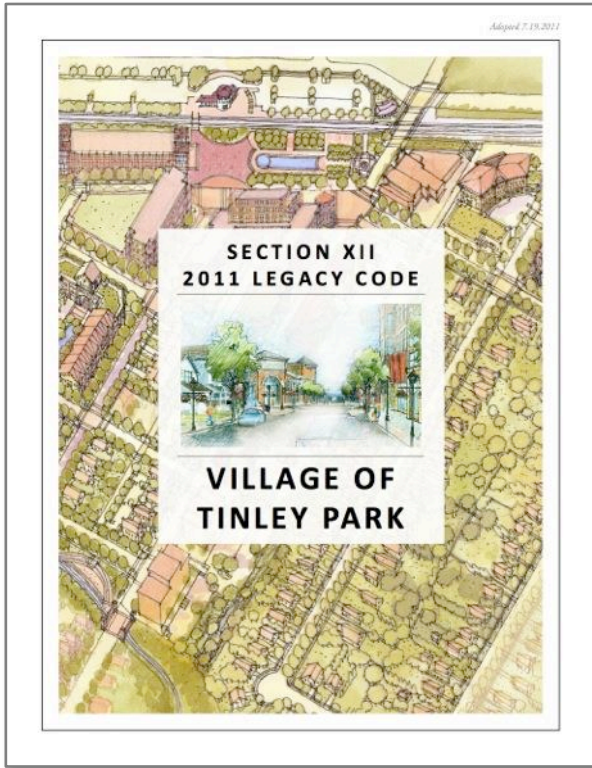 Adopted 7.19.2011
SECTION XII
2011 LEGACY CODE
VILLAGE OF
TINLEY PARK